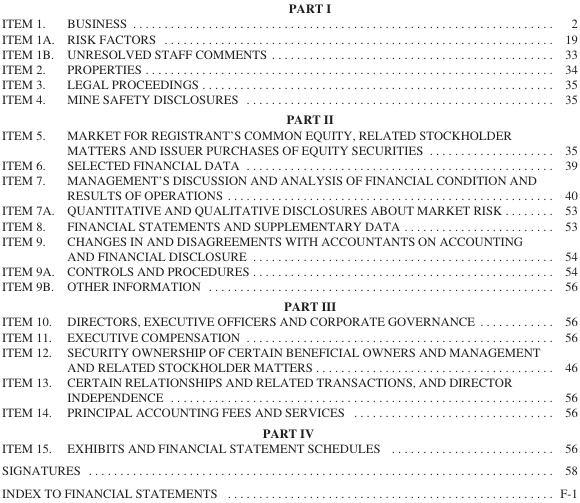 PART I
ITEM 1. BUSINESS 2
ITEM 1A. RISK FACTORS 19
ITEM 1B. UNRESOLVED STAFF COMMENTS 33
ITEM 2. PROPERTIES 34
ITEM 3. LEGAL PROCEEDINGS 35
ITEM 4. MINE SAFETY DISCLOSURES 35
PART II
ITEM 5. MARKET FOR REGISTRANT'S COMMON EQUITY, RELATED STOCKHOLDER
MATTERS AND ISSUER PURCHASES OF EQUITY SECURITIES 35
ITEM 6. SELECTED FINANCIAL DATA 39
ITEM 7. MANAGEMENT'S DISCUSSION AND ANALYSIS OF FINANCIAL CONDITION AND
RESULTS OF OPERATIONS 40
ITEM 7A. QUANTITATIVE AND QUALITATIVE DISCLOSURES ABOUT MARKET RISK 53
ITEM 8. FINANCIAL STATEMENTS AND SUPPLEMENTARY DATA 53
ITEM 9. CHANGES IN AND DISAGREEMENTS WITH ACCOUNTANTS ON ACCOUNTING
AND FINANCIAL DISCLOSURE 54
ITEM 9A. CONTROLS AND PROCEDURES 54
ITEM 9B. OTHER INFORMATION 56
PART III
ITEM 10. DIRECTORS, EXECUTIVE OFFICERS AND CORPORATE GOVERNANCE 56
ITEM 11. EXECUTIVE COMPENSATION 56
ITEM 12. SECURITY OWNERSHIP OF CERTAIN BENEFICIAL OWNERS AND MANAGEMENT
AND RELATED STOCKHOLDER MATTERS 46
ITEM 13. CERTAIN RELATIONSHIPS AND RELATED TRANSACTIONS, AND DIRECTOR
INDEPENDENCE 56
ITEM 14. PRINCIPAL ACCOUNTING FEES AND SERVICES 56
PART IV
ITEM 15. EXHIBITS AND FINANCIAL STATEMENT SCHEDULES 56
SIGNATURES 58
INDEX TO FINANCIAL STATEMENTS F-1